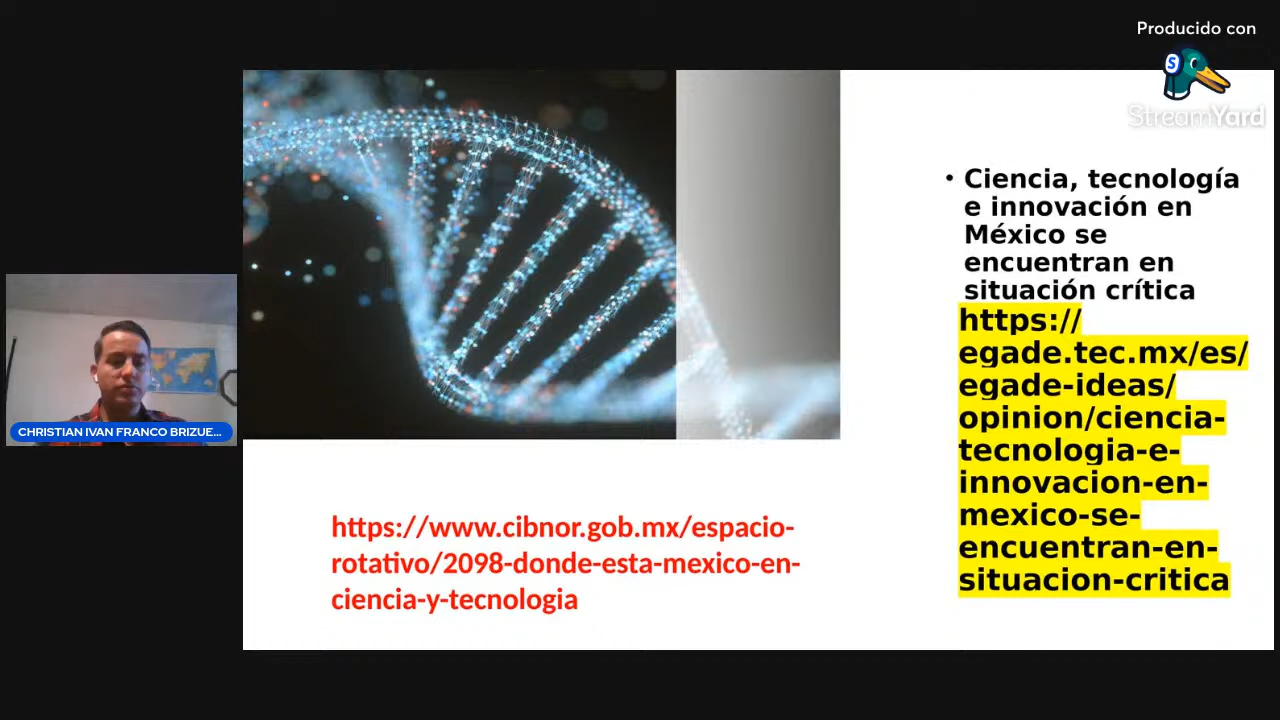 Producido con
S
StreamYard
• Ciencia, tecnología
e innovación en
México se
encuentran en
situación crítica
https://
egade.tec.mx/es/
egade-ideas/
opinion/ciencia-
tecnologia-e-
innovacion-en-
mexico-se-
encuentran-en-
situacion-critica
CHRISTIAN IVAN FRANCO BRIZUE...
https://www.cibnor.gob.mx/espacio-
rotativo/2098-donde-esta-mexico-en-
ciencia-y-tecnologia